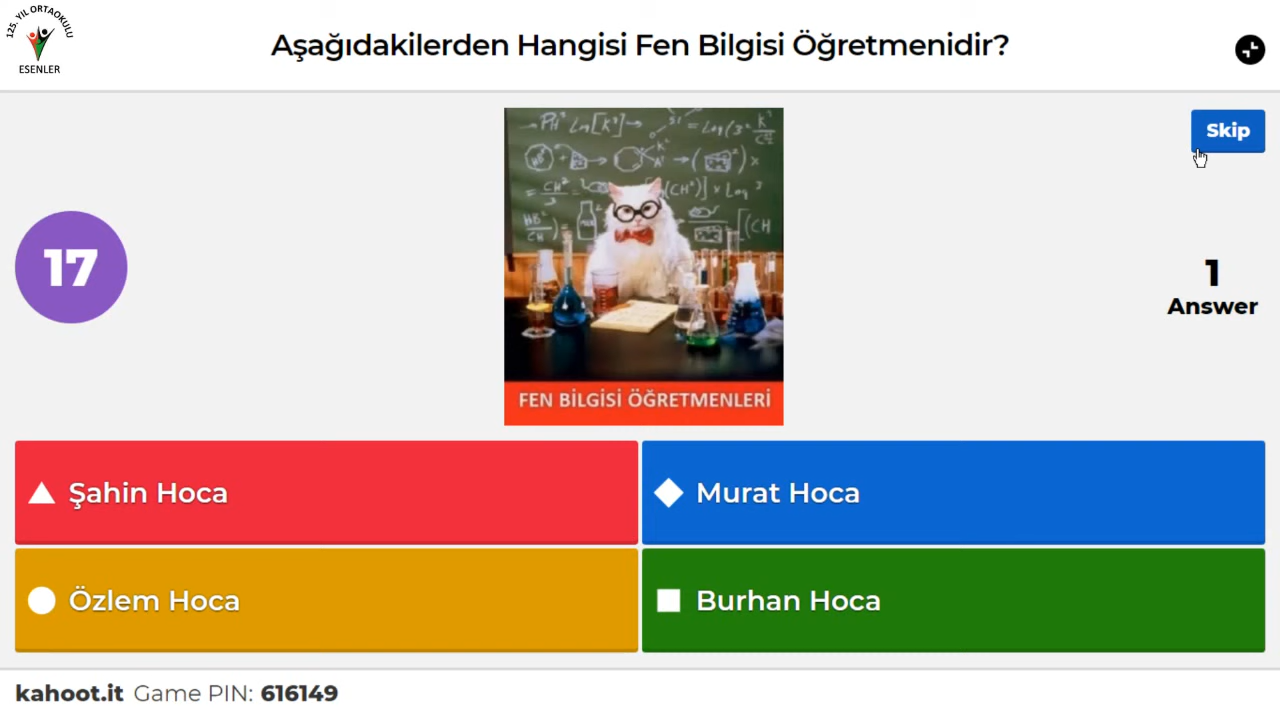 125. YIL ORTAOKULU
ESENLER
Aşağıdakilerden Hangisi Fen Bilgisi Öğretmenidir?
Skip
17
1
Answer
FEN BİLGİSİ ÖĞRETMENLERİ
Şahin Hoca
Murat Hoca
Özlem Hoca
Burhan Hoca
kahoot.it Game PIN: 616149